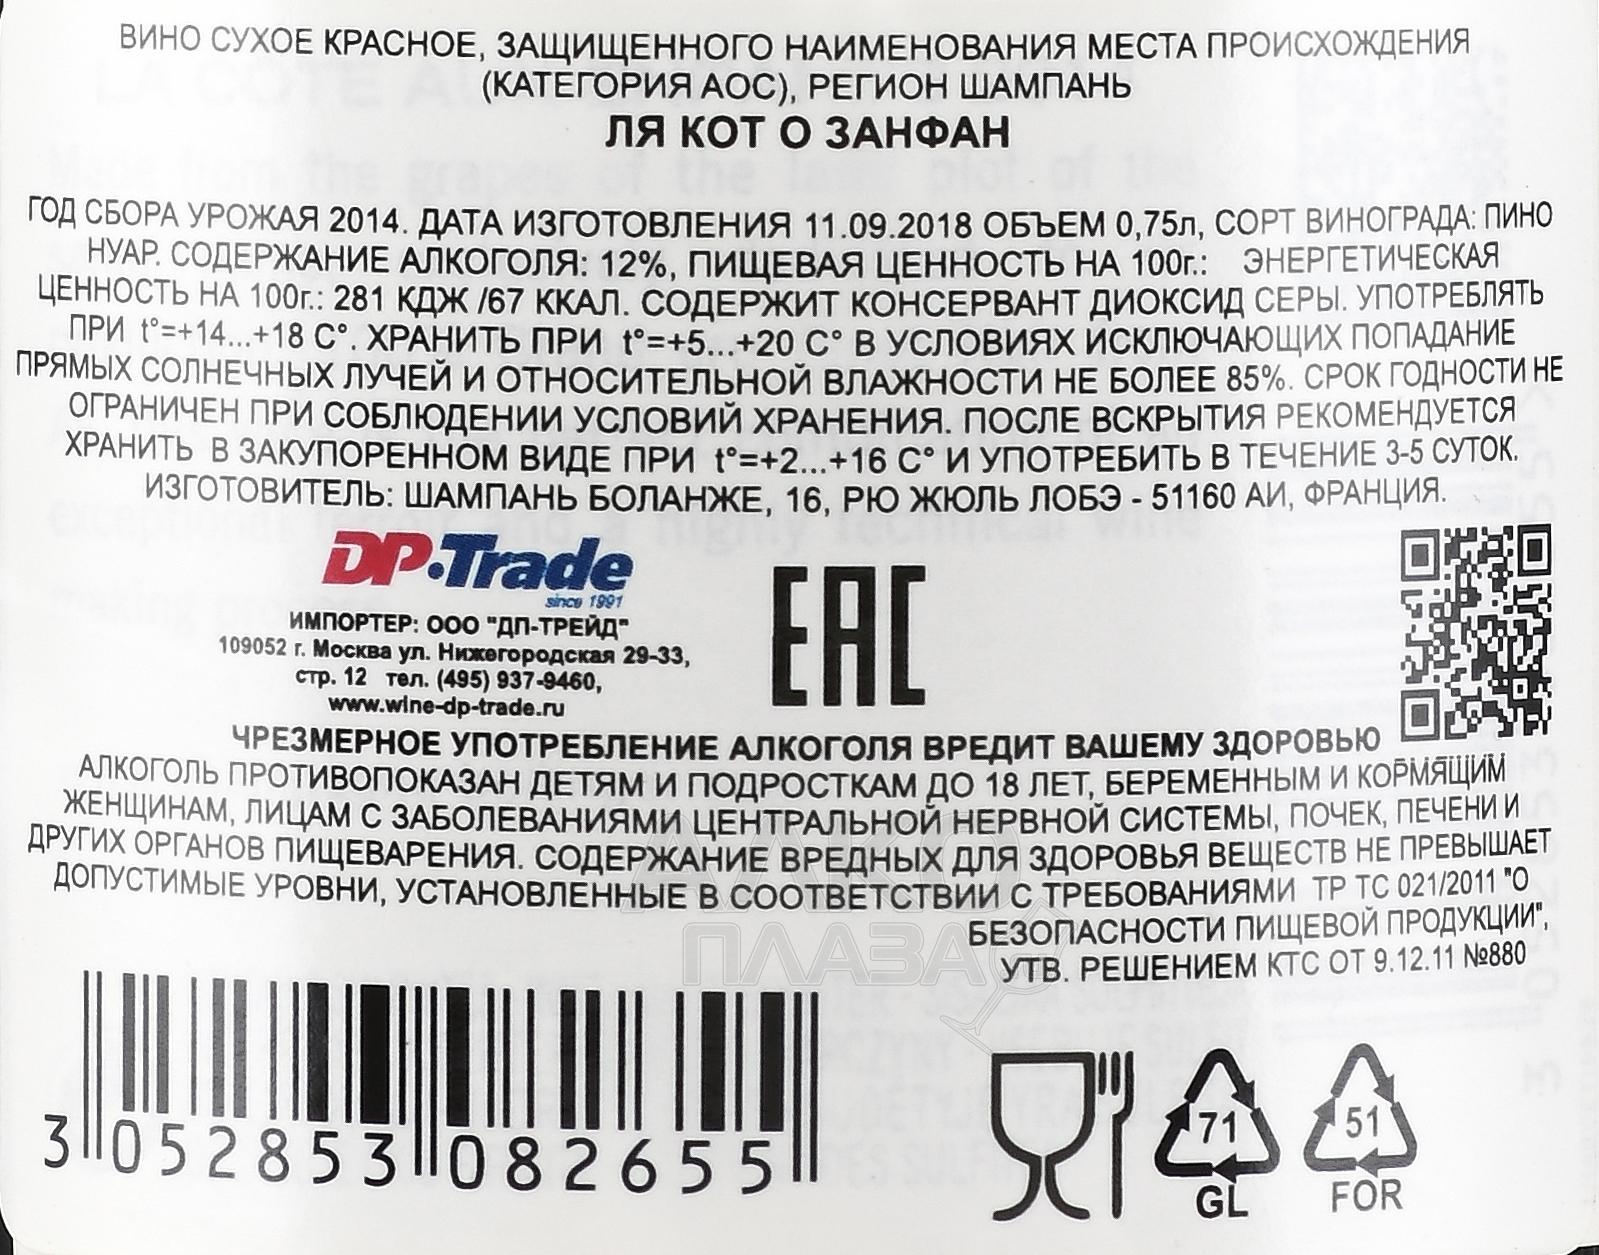 ВИНО СУХОЕ КРАСНОЕ, ЗАЩИЩЕННОГО НАИМЕНОВАНИЯ МЕСТА ПРОИСХОЖДЕНИЯ
(КАТЕГОРИЯ АОС), РЕГИОН ШАМПАНЬ
ЛЯ КОТ О ЗАНФАН
ГОД СБОРА УРОЖАЯ 2014. ДАТА ИЗГОТОВЛЕНИЯ 11.09.2018 ОБЪЕМ 0,75л, СОРТ ВИНОГРАДА: ПИНО
НУАР. СОДЕРЖАНИЕ АЛКОГОЛЯ: 12%, ПИЩЕВАЯ ЦЕННОСТЬ НА 100г.: ЭНЕРГЕТИЧЕСКАЯ
ЦЕННОСТЬ НА 100г.: 281 КДЖ /67 ККАЛ. СОДЕРЖИТ КОНСЕРВАНТ ДИОКСИД СЕРЫ. УПОТРЕБЛЯТЬ
ПРИ t°=+14...+18 С°. ХРАНИТЬ ПРИ t°=+5...+20 С° В УСЛОВИЯХ ИСКЛЮЧАЮЩИХ ПОПАДАНИЕ
ПРЯМЫХ СОЛНЕЧНЫХ ЛУЧЕЙ И ОТНОСИТЕЛЬНОЙ ВЛАЖНОСТИ НЕ БОЛЕЕ 85%. СРОК ГОДНОСТИ НЕ
ОГРАНИЧЕН ПРИ СОБЛЮДЕНИИ УСЛОВИЙ ХРАНЕНИЯ. ПОСЛЕ ВСКРЫТИЯ РЕКОМЕНДУЕТСЯ
ХРАНИТЬ В ЗАКУПОРЕННОМ ВИДЕ ПРИ t°=+2...+16 С° И УПОТРЕБИТЬ В ТЕЧЕНИЕ 3-5 СУТОК.
ИЗГОТОВИТЕЛЬ: ШАМПАНЬ БОЛАНЖЕ, 16, РЮ ЖЮЛЬ ЛОБЭ - 51160 АИ, ФРАНЦИЯ.
DP·Trade
since 1991
ИМПОРТЕР: ООО "ДП-ТРЕЙД"
109052 г. Москва ул. Нижегородская 29-33,
стр. 12 тел. (495) 937-9460,
www.wine-dp-trade.ru
EAC
ЧРЕЗМЕРНОЕ УПОТРЕБЛЕНИЕ АЛКОГОЛЯ ВРЕДИТ ВАШЕМУ ЗДОРОВЬЮ
АЛКОГОЛЬ ПРОТИВОПОКАЗАН ДЕТЯМ И ПОДРОСТКАМ ДО 18 ЛЕТ, БЕРЕМЕННЫМ И КОРМЯЩИМ
ЖЕНЩИНАМ, ЛИЦАМ С ЗАБОЛЕВАНИЯМИ ЦЕНТРАЛЬНОЙ НЕРВНОЙ СИСТЕМЫ, ПОЧЕК, ПЕЧЕНИ И
ДРУГИХ ОРГАНОВ ПИЩЕВАРЕНИЯ. СОДЕРЖАНИЕ ВРЕДНЫХ ДЛЯ ЗДОРОВЬЯ ВЕЩЕСТВ НЕ ПРЕВЫШАЕТ
ДОПУСТИМЫЕ УРОВНИ, УСТАНОВЛЕННЫЕ В СООТВЕТСТВИИ С ТРЕБОВАНИЯМИ ТР ТС 021/2011 "О
БЕЗОПАСНОСТИ ПИЩЕВОЙ ПРОДУКЦИИ",
УТВ. РЕШЕНИЕМ КТС ОТ 9.12.11 №880
АЛКО
ПЛАЗА
3 052853 082655
71
GL
51
FOR